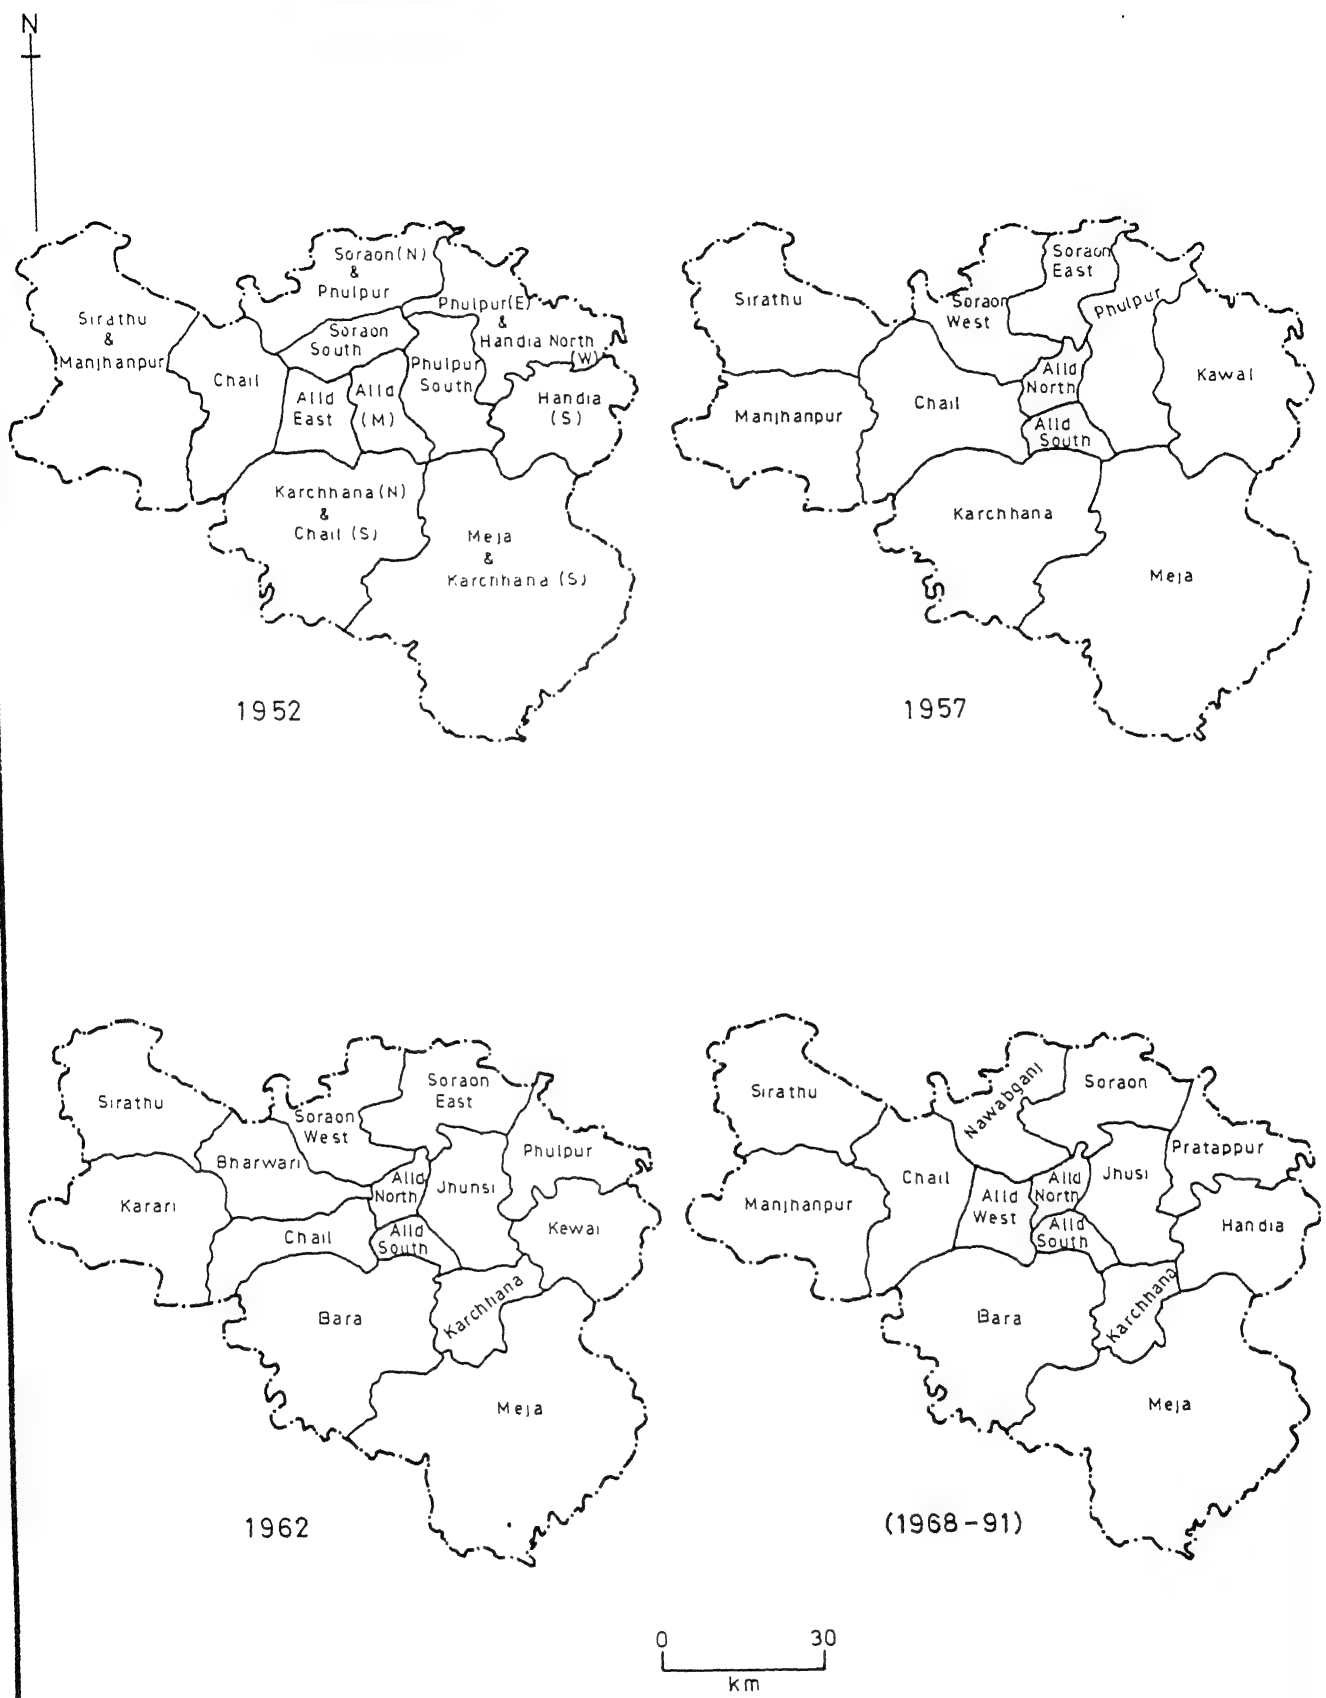 N
Soraon(N)
&
Phulpur
Phulpur(E)
&
Handia North
(W)
Sirathu
&
Manjhanpur
Soraon
South
Phulpur
South
Chail
Alld
East
Alld
(M)
Handia
(S)
Karchhana(N)
&
Chail (S)
Meja
&
Karchhana (S)
1952
Soraon
East
Sirathu
Soraon
West
Phulpur
Alld
North
Kawai
Manjhanpur
Chail
Alld
South
Karchhana
Meja
1957
Soraon
East
Sirathu
Soraon
West
Phulpur
Bharwari
Alld
North
Jhunsi
Karari
Chail
Alld
South
Kewai
Bara
Karchhana
Meja
1962
Nawabganj
Soraon
Sirathu
Pratappur
Chail
Alld
West
Alld
North
Jhusi
Manjhanpur
Alld
South
Handia
Bara
Karchhana
Meja
(1968-91)
0 30
km